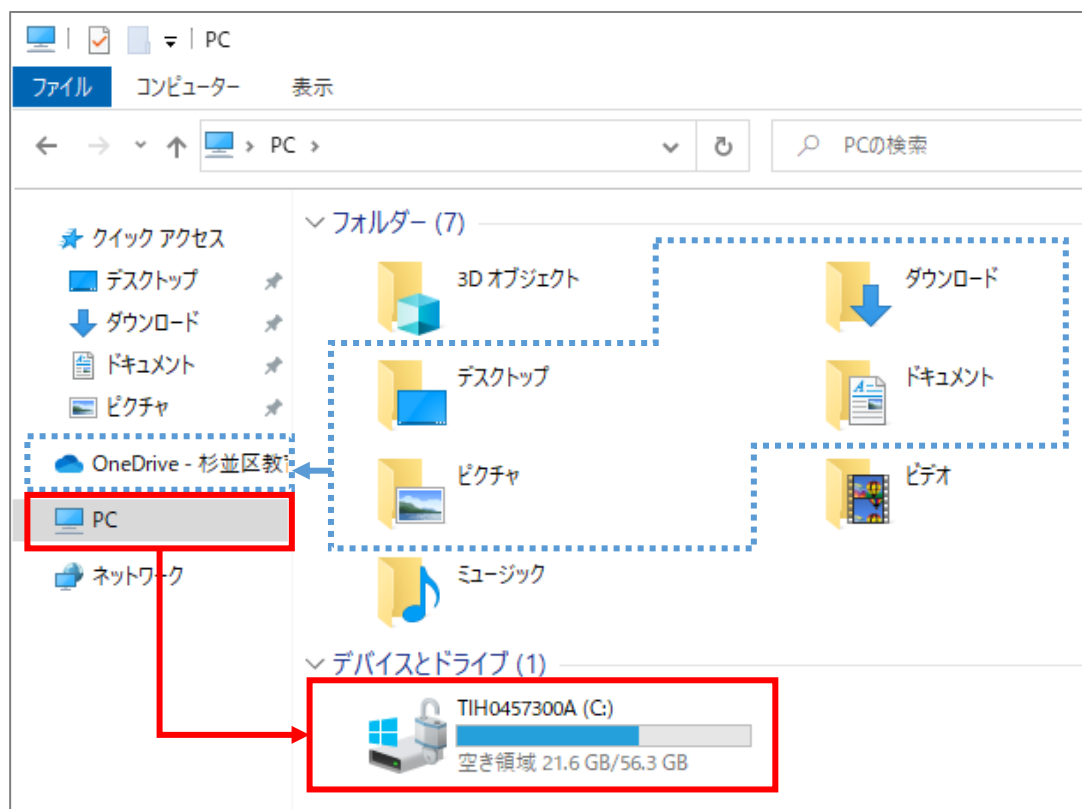 PC
ファイル コンピューター 表示
PC PCの検索
クイック アクセス
デスクトップ
ダウンロード
ドキュメント
ピクチャ
OneDrive - 杉並区教
PC
ネットワーク
フォルダー (7)
3D オブジェクト
ダウンロード
デスクトップ
ドキュメント
ピクチャ
ビデオ
ミュージック
デバイスとドライブ (1)
TIH0457300A (C:)
空き領域 21.6 GB/56.3 GB